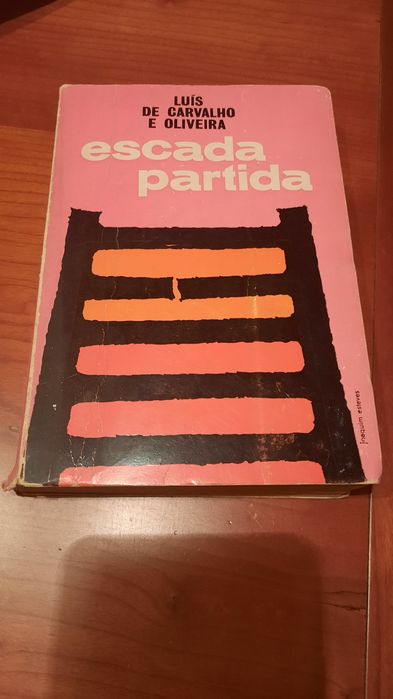 LUÍS
DE CARVALHO
E OLIVEIRA
escada
partida
joaquim esteves